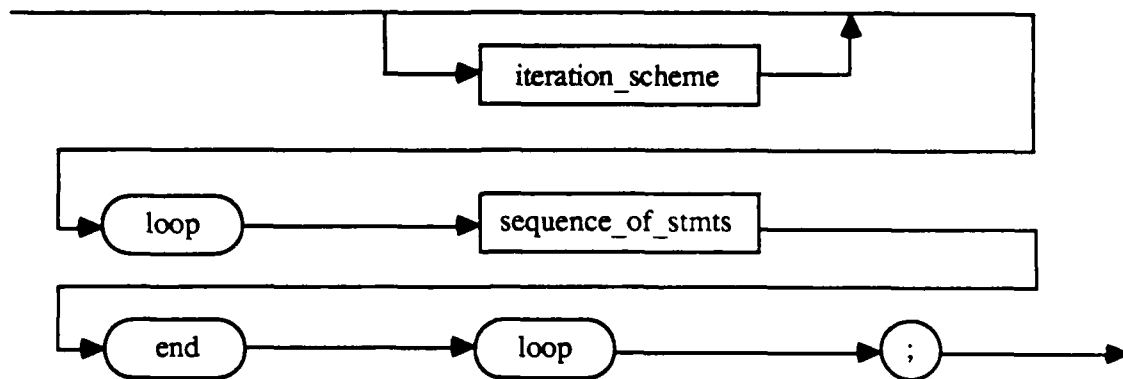 iteration_scheme
loop sequence_of_stmts
end loop ;